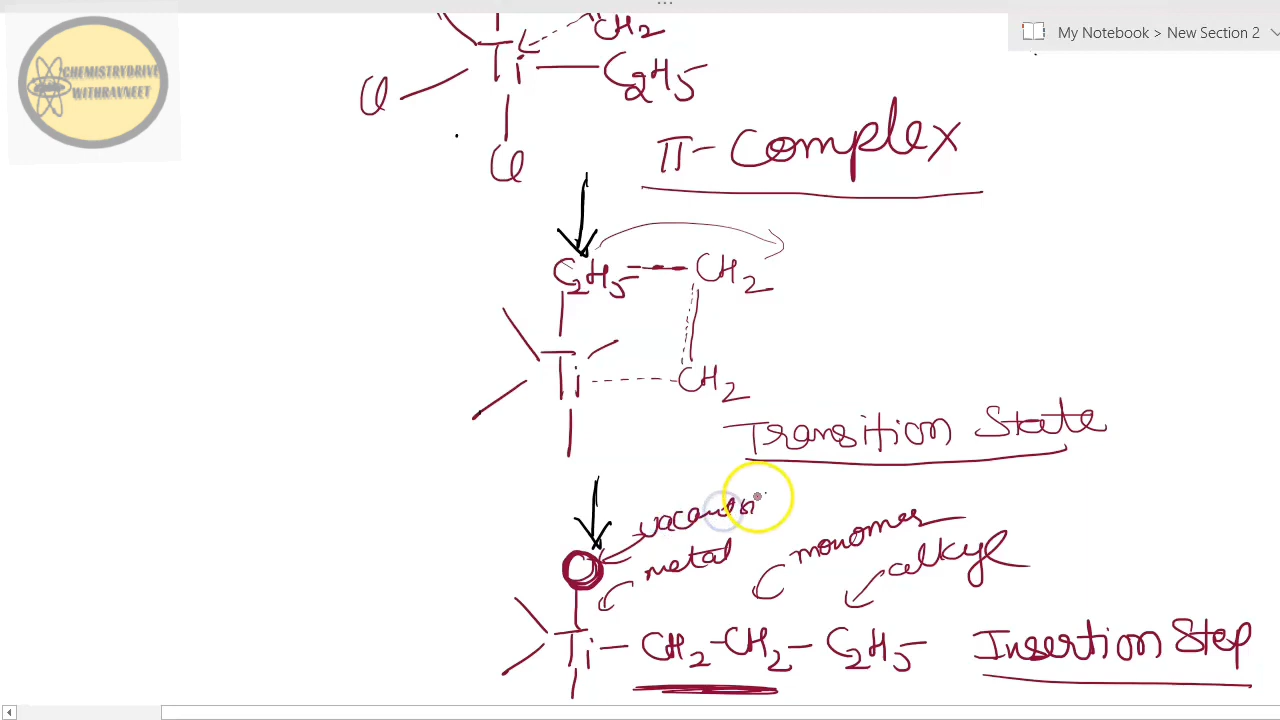 CHEMISTRYDRIVE
WITHRAVNEET
My Notebook > New Section 2
CH2
Ti
C2H5
Cl
Cl
π-Complex
C2H5
CH2
Ti
CH2
Transition State
vacant si
metal
monomer
alkyl
Ti-CH2-CH2-C2H5
Insertion Step